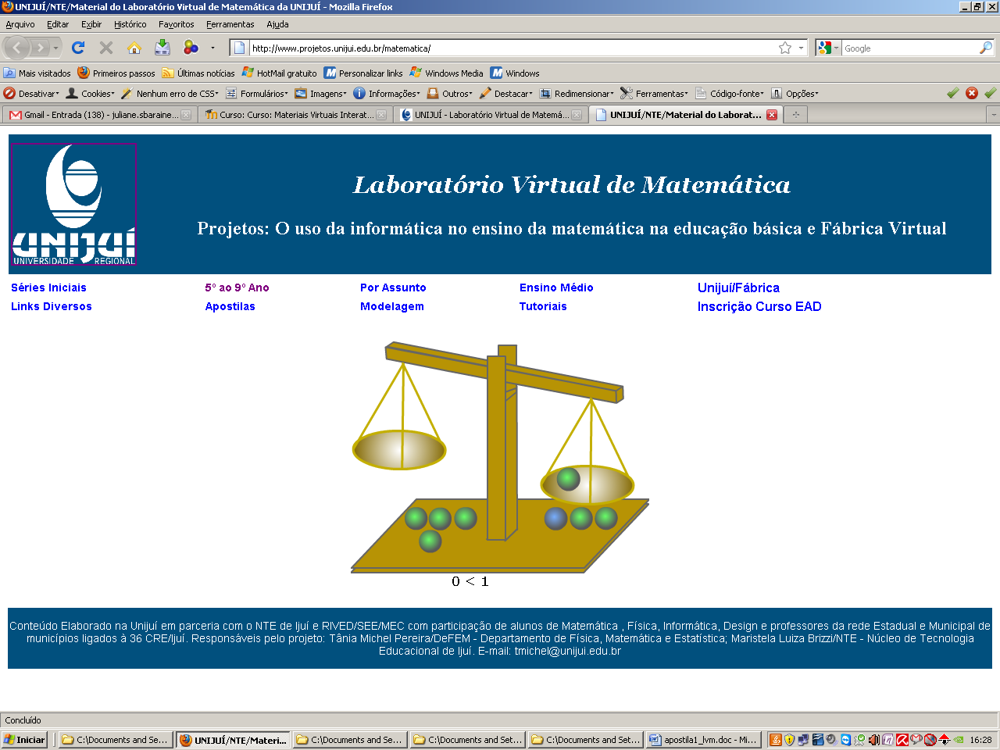 UNIJUÍ/NTE/Material do Laboratório Virtual de Matemática da UNIJUÍ - Mozilla Firefox
Arquivo Editar Exibir Histórico Favoritos Ferramentas Ajuda
http://www.projetos.unijui.edu.br/matematica/ Google
Mais visitados Primeiros passos Últimas notícias HotMail gratuito Personalizar links Windows Media Windows
Desativar Cookies Nenhum erro de CSS Formulários Imagens Informações Outros Destacar Redimensionar Ferramentas Código-fonte Opções
Gmail - Entrada (138) - juliane.sbaraine... Curso: Curso: Materiais Virtuais Interat... UNIJUÍ - Laboratório Virtual de Matemá... UNIJUÍ/NTE/Material do Laborat...
UNIJUÍ
UNIVERSIDADE REGIONAL
Laboratório Virtual de Matemática
Projetos: O uso da informática no ensino da matemática na educação básica e Fábrica Virtual
Séries Iniciais 5º ao 9º Ano Por Assunto Ensino Médio Unijuí/Fábrica
Links Diversos Apostilas Modelagem Tutoriais Inscrição Curso EAD
0 < 1
Conteúdo Elaborado na Unijuí em parceria com o NTE de Ijuí e RIVED/SEE/MEC com participação de alunos de Matemática , Física, Informática, Design e professores da rede Estadual e Municipal de
municípios ligados à 36 CRE/Ijuí. Responsáveis pelo projeto: Tânia Michel Pereira/DeFEM - Departamento de Física, Matemática e Estatística; Maristela Luiza Brizzi/NTE - Núcleo de Tecnologia
Educacional de Ijuí. E-mail: tmichel@unijui.edu.br
Concluído
Iniciar C:\Documents and Se... UNIJUÍ/NTE/Materi... C:\Documents and Se... C:\Documents and Set... C:\Documents and Set... apostila1_lvm.doc - Mi... 16:28